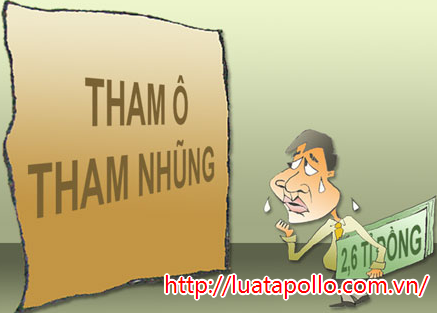 THAM Ô
THAM NHŨNG
2,6 TỈ ĐỒNG
http://luatapollo.com.vn/